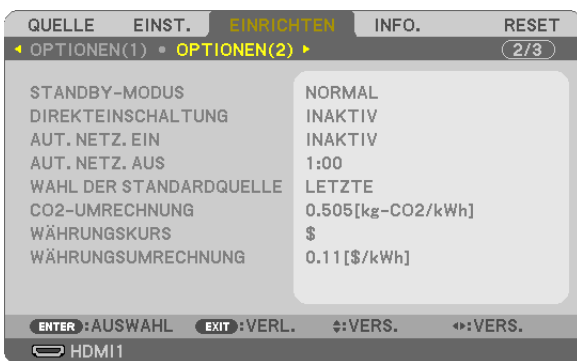 QUELLE EINST. EINRICHTEN INFO. RESET
OPTIONEN(1) OPTIONEN(2) 2/3
STANDBY-MODUS NORMAL
DIREKTEINSCHALTUNG INAKTIV
AUT. NETZ. EIN INAKTIV
AUT. NETZ. AUS 1:00
WAHL DER STANDARDQUELLE LETZTE
CO2-UMRECHNUNG 0.505[kg-CO2/kWh]
WÄHRUNGSKURS $
WÄHRUNGSUMRECHNUNG 0.11[$/kWh]
ENTER :AUSWAHL EXIT :VERL. :VERS. :VERS.
HDMI1